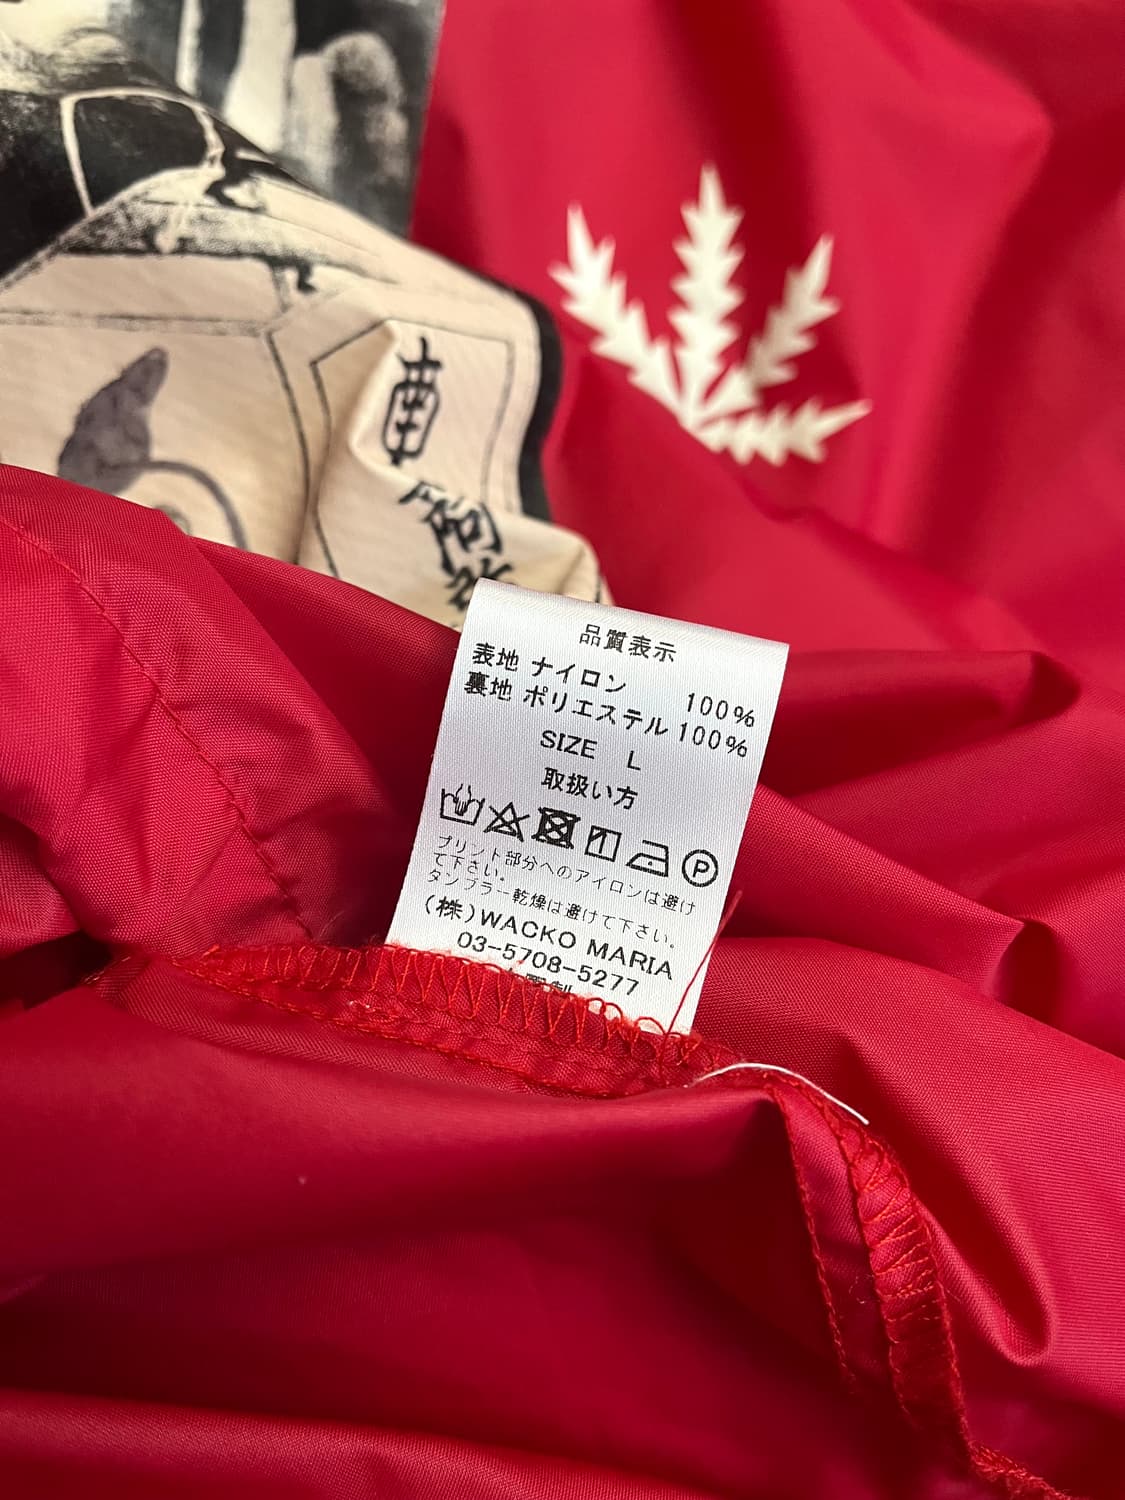 南
阿
品質表示
表地 ナイロン 100%
裏地 ポリエステル 100%
SIZE L
取扱い方
P
プリント部分へのアイロンは避け
て下さい。
タンブラー乾燥は避けて下さい。
(株)WACKO MARIA
03-5708-5277